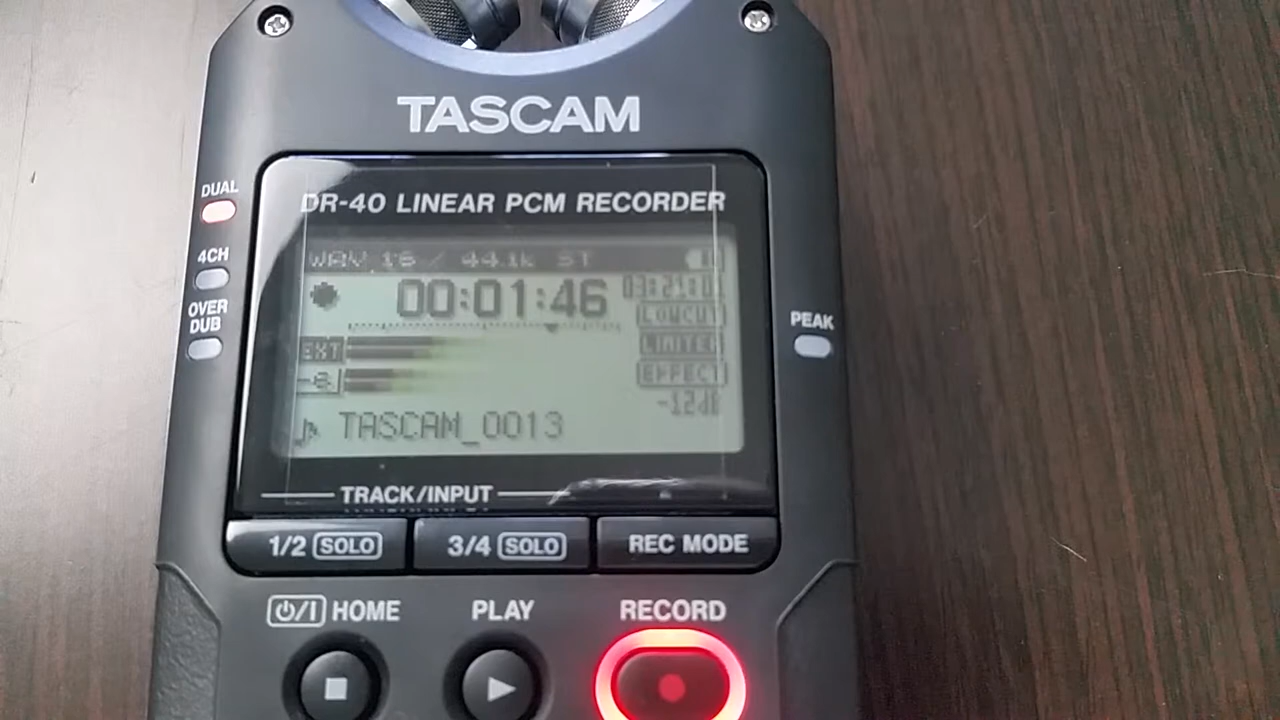 TASCAM
DR-40 LINEAR PCM RECORDER
DUAL
4CH
OVER
DUB
PEAK
WAV 16 / 44.1k ST
00:01:46
LOWCUT
EXT
EFFECT
-12dB
TASCAM_0013
TRACK/INPUT
1/2 SOLO
3/4 SOLO
REC MODE
HOME
PLAY
RECORD